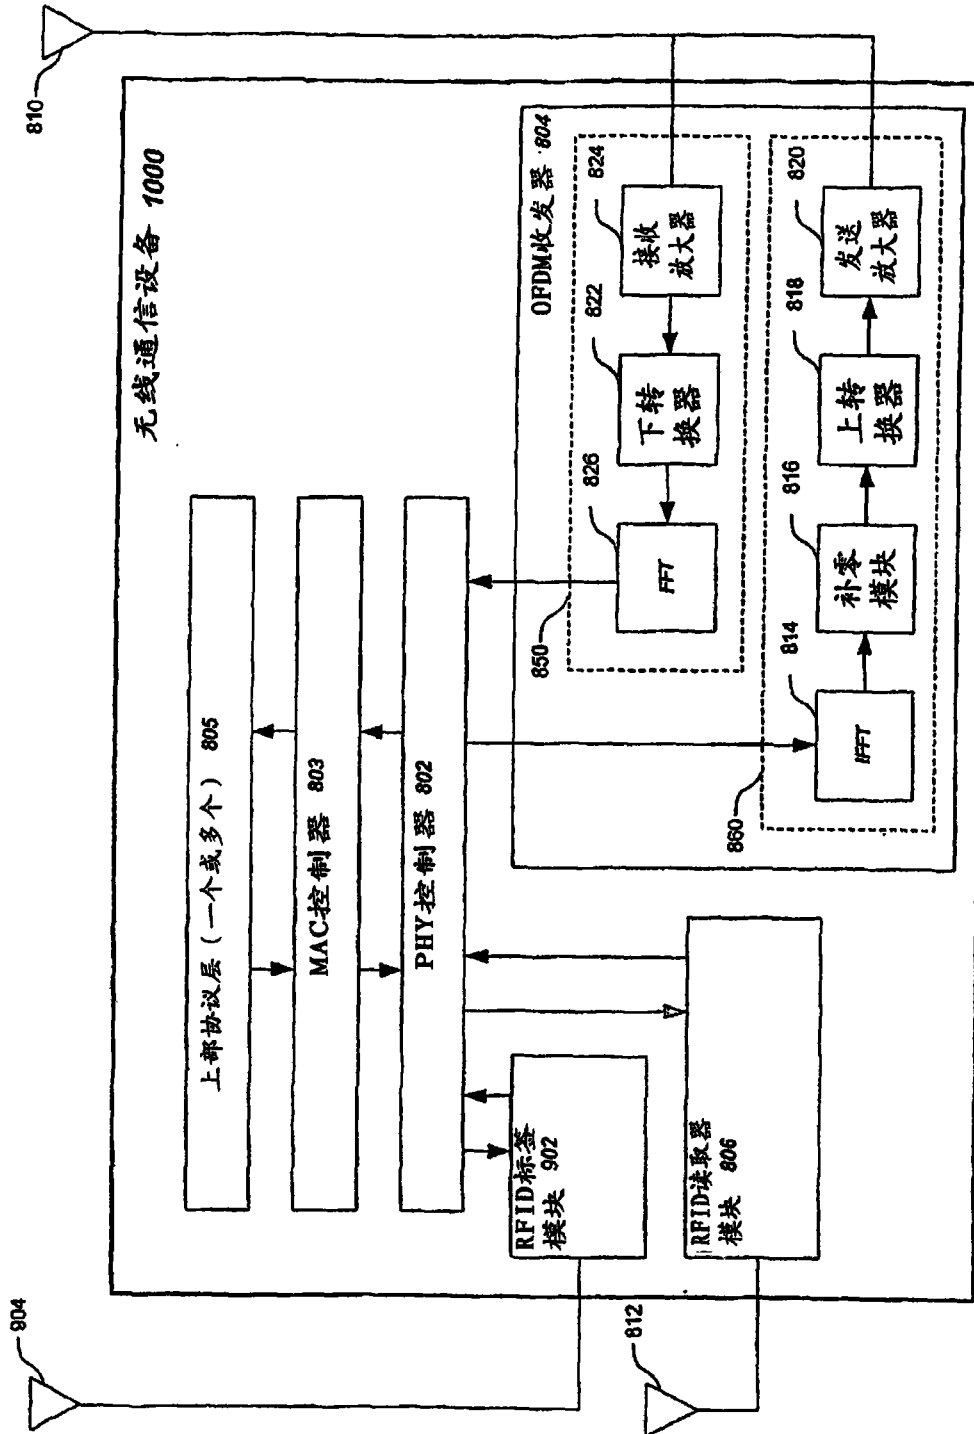 无线通信设备 1000
810
上部协议层（一个或多个）805
MAC控制器 803
PHY控制器 802
904
RFID标签
模块 902
812
RFID读取器
模块 806
OFDM收发器 804
850
826
FFT
822
下转
换器
824
接收
放大器
860
814
IFFT
816
补零
模块
818
上转
换器
820
发送
放大器